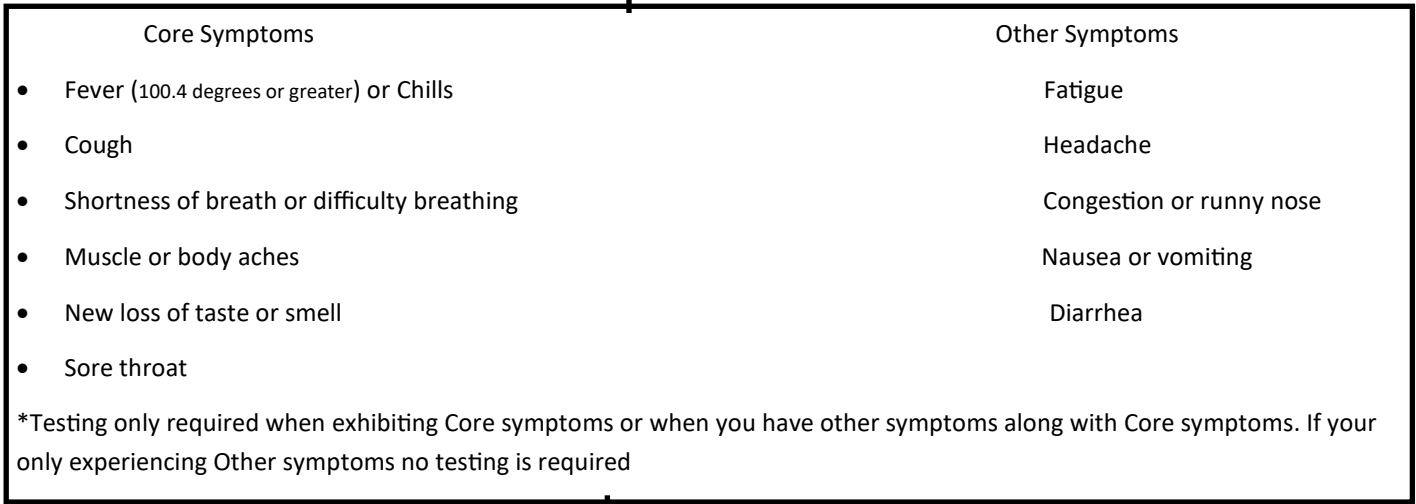 Core Symptoms Other Symptoms
• Fever (100.4 degrees or greater) or Chills Fatigue
• Cough Headache
• Shortness of breath or difficulty breathing Congestion or runny nose
• Muscle or body aches Nausea or vomiting
• New loss of taste or smell Diarrhea
• Sore throat
*Testing only required when exhibiting Core symptoms or when you have other symptoms along with Core symptoms. If your
only experiencing Other symptoms no testing is required